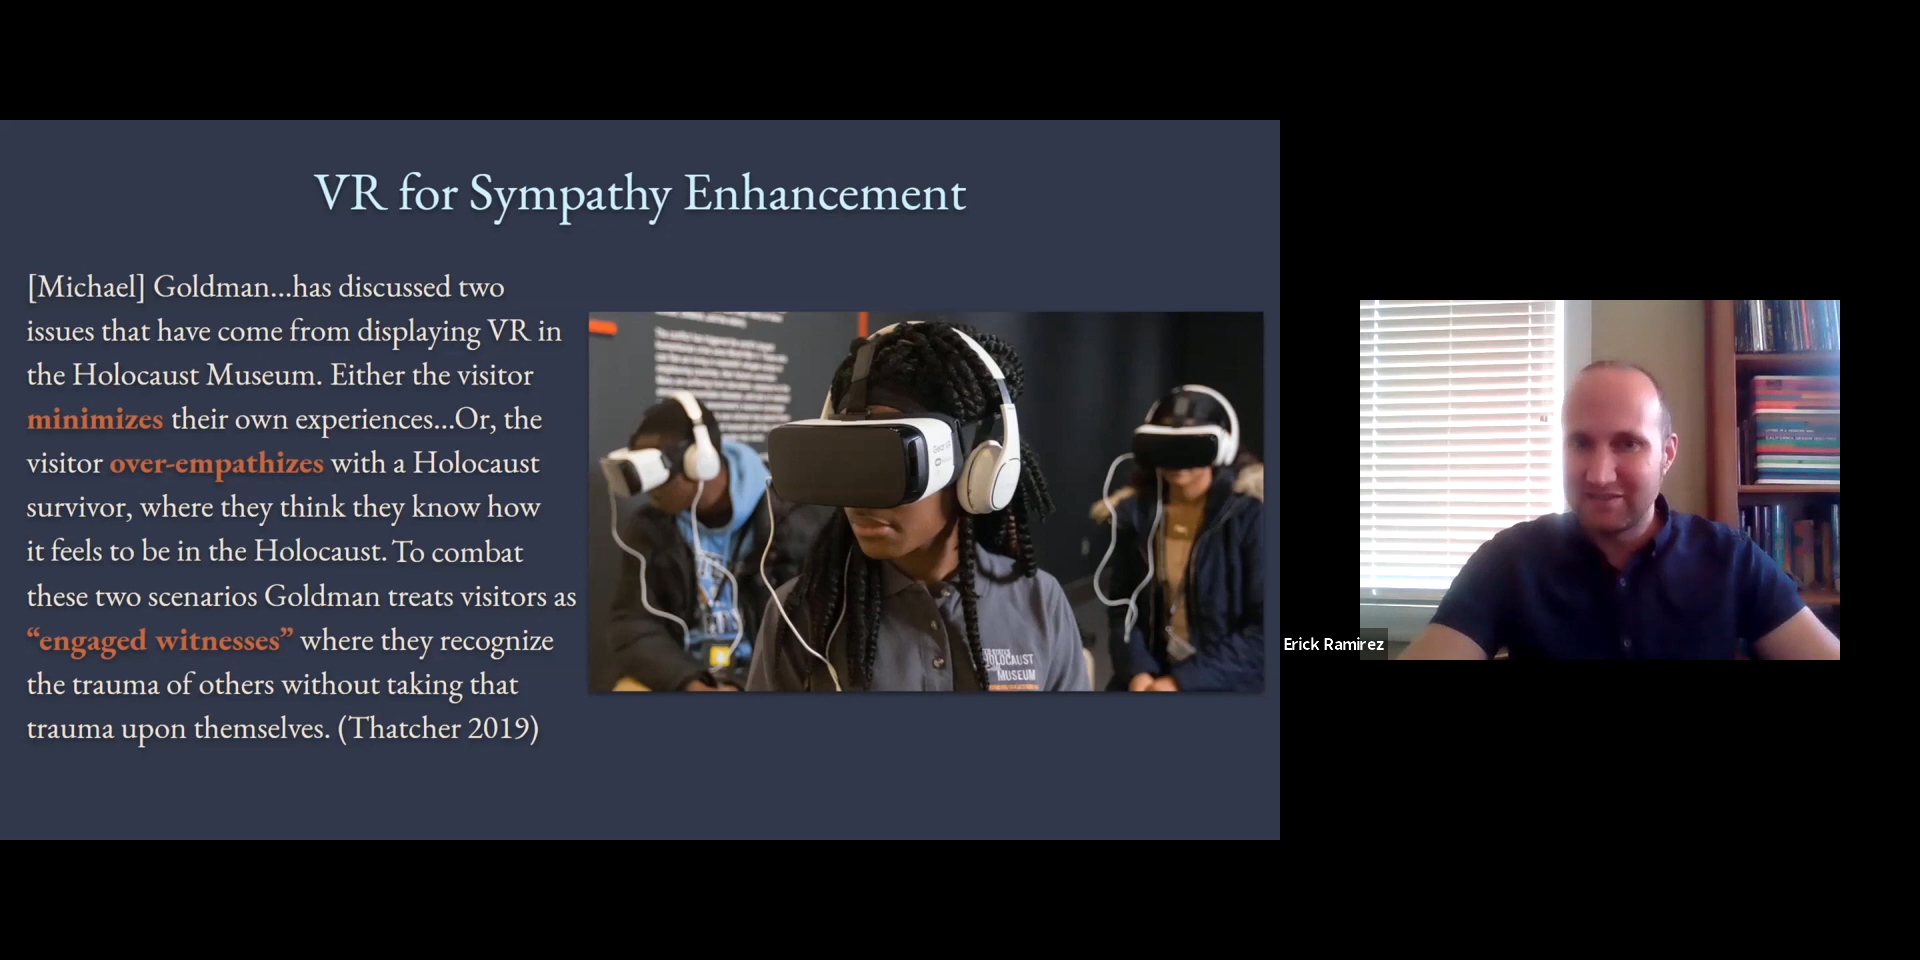 VR for Sympathy Enhancement
[Michael] Goldman...has discussed two
issues that have come from displaying VR in
the Holocaust Museum. Either the visitor
minimizes their own experiences...Or, the
visitor over-empathizes with a Holocaust
survivor, where they think they know how
it feels to be in the Holocaust. To combat
these two scenarios Goldman treats visitors as
“engaged witnesses” where they recognize
the trauma of others without taking that
trauma upon themselves. (Thatcher 2019)
HOLOCAUST
MUSEUM
Erick Ramirez